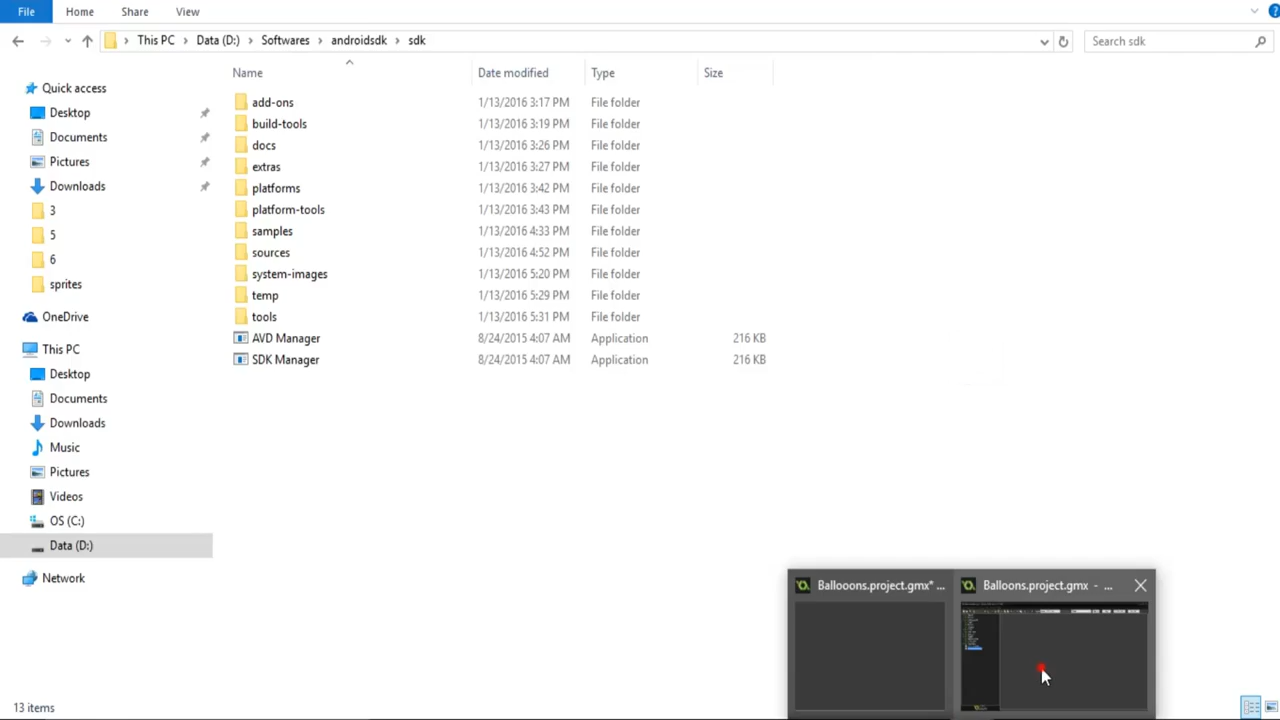 File Home Share View
This PC Data (D:) Softwares androidsdk sdk Search sdk
Name Date modified Type Size
Quick access
Desktop
Documents
Pictures
Downloads
3
5
6
sprites
OneDrive
This PC
Desktop
Documents
Downloads
Music
Pictures
Videos
OS (C:)
Data (D:)
Network
add-ons 1/13/2016 3:17 PM File folder
build-tools 1/13/2016 3:19 PM File folder
docs 1/13/2016 3:26 PM File folder
extras 1/13/2016 3:27 PM File folder
platforms 1/13/2016 3:42 PM File folder
platform-tools 1/13/2016 3:43 PM File folder
samples 1/13/2016 4:33 PM File folder
sources 1/13/2016 4:52 PM File folder
system-images 1/13/2016 5:20 PM File folder
temp 1/13/2016 5:29 PM File folder
tools 1/13/2016 5:31 PM File folder
AVD Manager 8/24/2015 4:07 AM Application 216 KB
SDK Manager 8/24/2015 4:07 AM Application 216 KB
Ballooons.project.gmx* ...
Balloons.project.gmx - ...
13 items